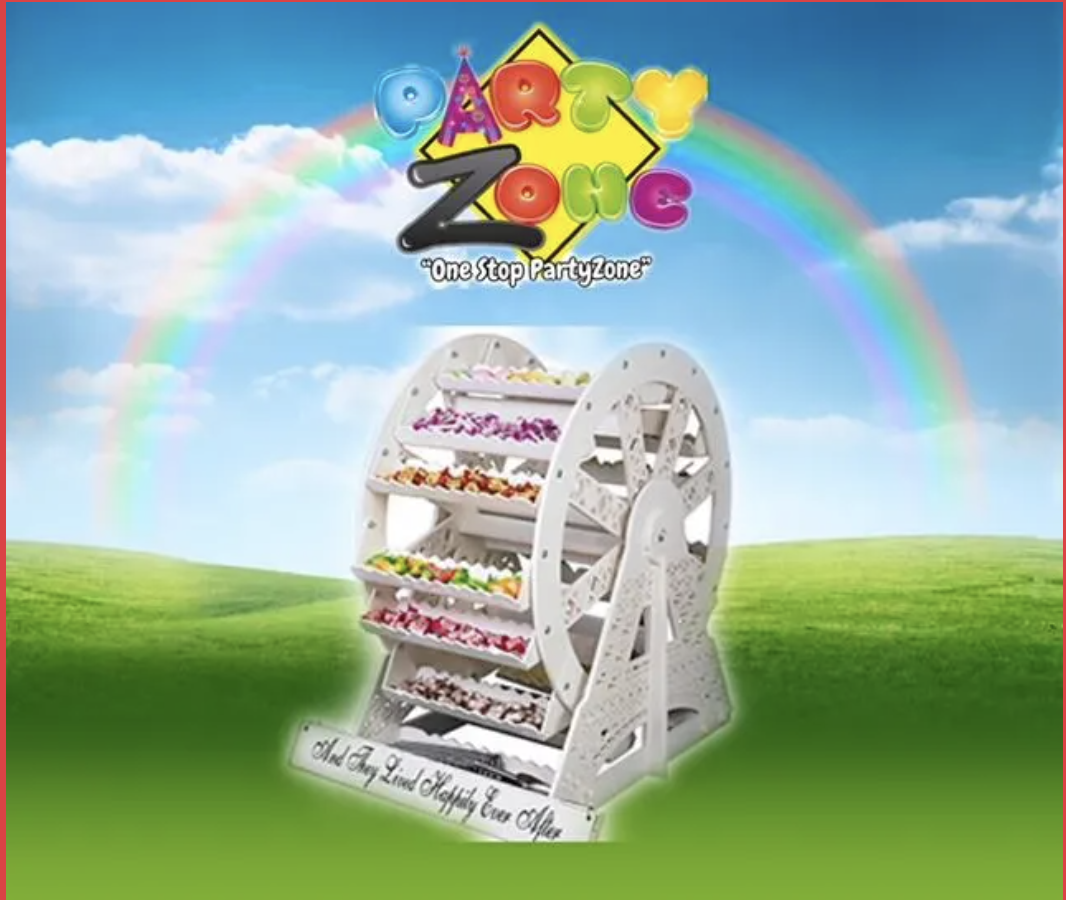 PARTY
ZONE
"One Stop PartyZone"
And They Lived Happily Ever After